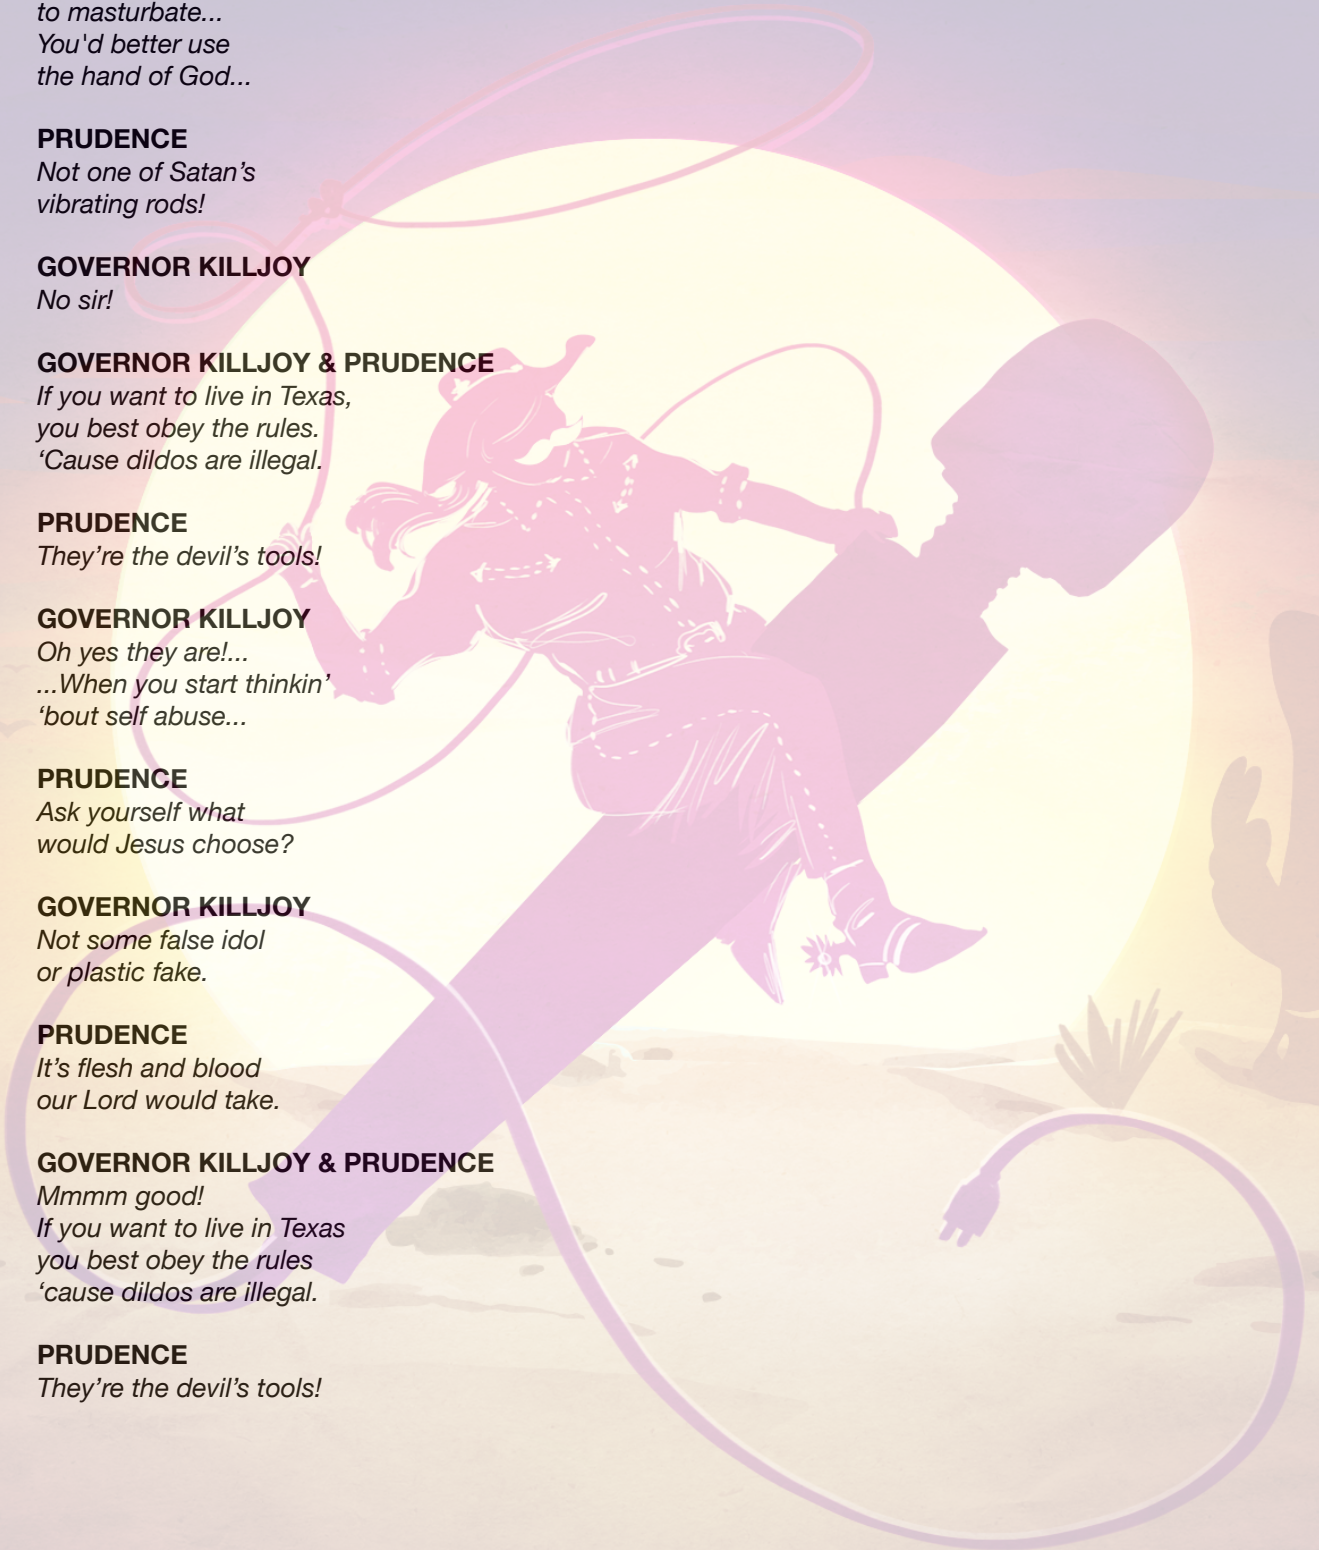 to masturbate...
You'd better use
the hand of God...
PRUDENCE
Not one of Satan’s
vibrating rods!
GOVERNOR KILLJOY
No sir!
GOVERNOR KILLJOY & PRUDENCE
If you want to live in Texas,
you best obey the rules.
‘Cause dildos are illegal.
PRUDENCE
They’re the devil’s tools!
GOVERNOR KILLJOY
Oh yes they are!...
...When you start thinkin’
‘bout self abuse...
PRUDENCE
Ask yourself what
would Jesus choose?
GOVERNOR KILLJOY
Not some false idol
or plastic fake.
PRUDENCE
It’s flesh and blood
our Lord would take.
GOVERNOR KILLJOY & PRUDENCE
Mmmm good!
If you want to live in Texas
you best obey the rules
‘cause dildos are illegal.
PRUDENCE
They’re the devil’s tools!